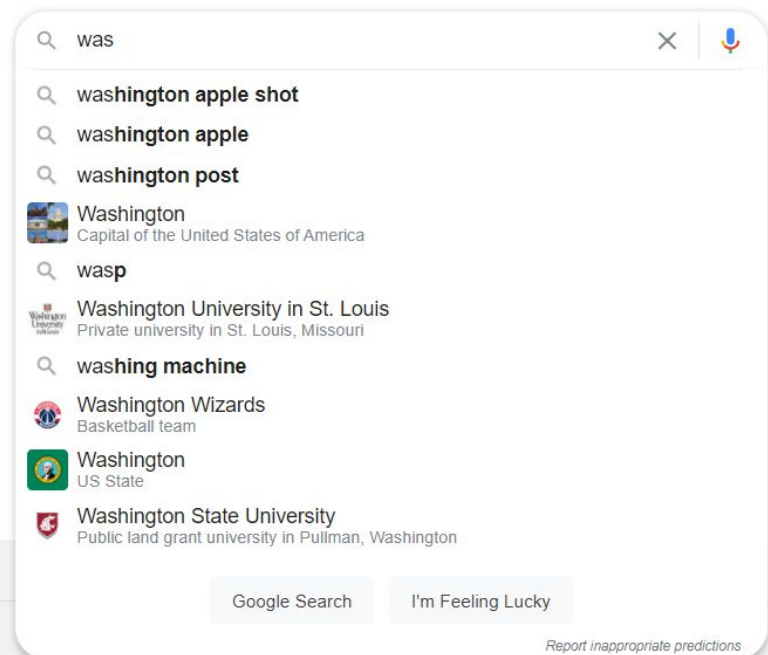 was
washington apple shot
washington apple
washington post
Washington
Capital of the United States of America
wasp
Washington University in St. Louis
Private university in St. Louis, Missouri
washing machine
Washington Wizards
Basketball team
Washington
US State
Washington State University
Public land grant university in Pullman, Washington
Google Search
I'm Feeling Lucky
Report inappropriate predictions